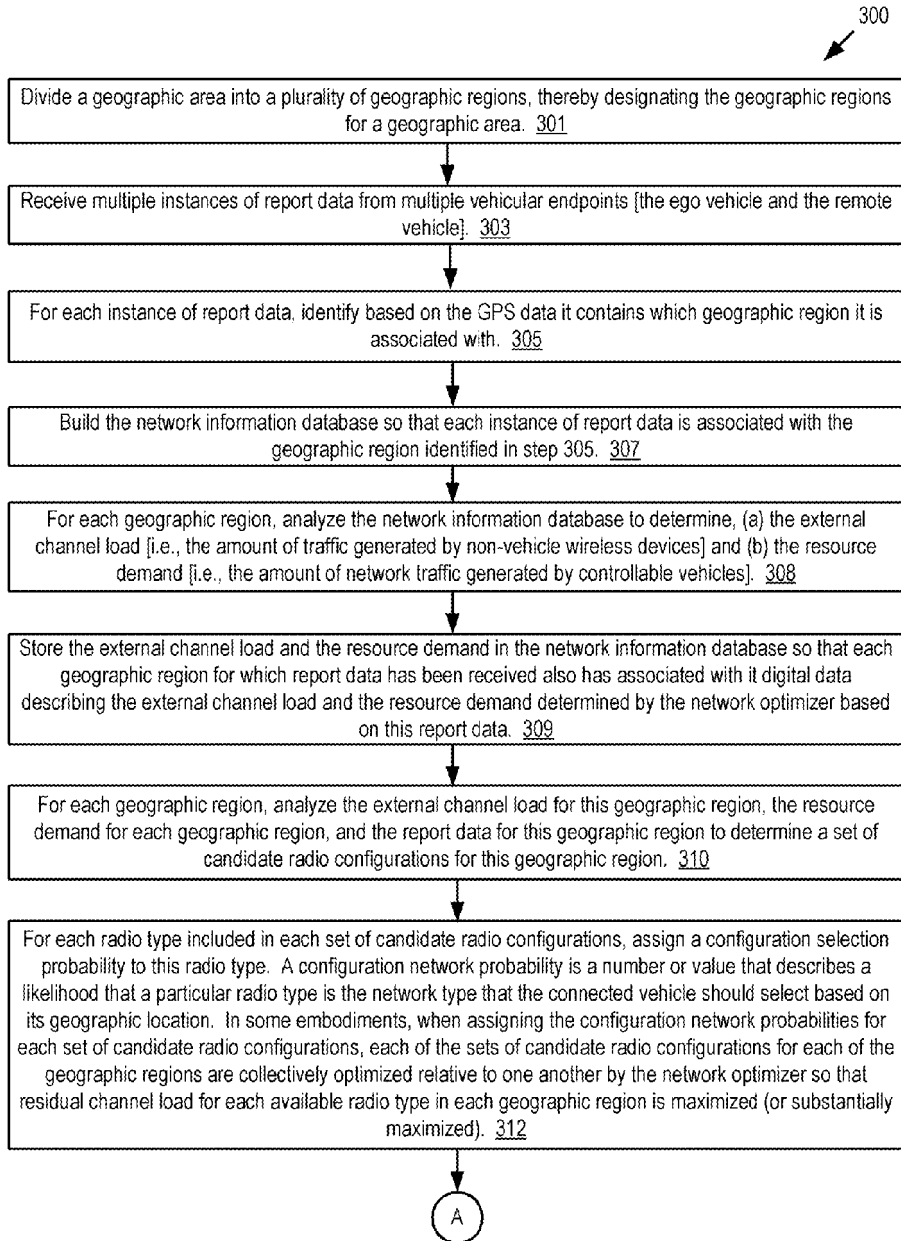 300
Divide a geographic area into a plurality of geographic regions, thereby designating the geographic regions
for a geographic area. 301
Receive multiple instances of report data from multiple vehicular endpoints [the ego vehicle and the remote
vehicle]. 303
For each instance of report data, identify based on the GPS data it contains which geographic region it is
associated with. 305
Build the network information database so that each instance of report data is associated with the
geographic region identified in step 305. 307
For each geographic region, analyze the network information database to determine, (a) the external
channel load [i.e., the amount of traffic generated by non-vehicle wireless devices] and (b) the resource
demand [i.e., the amount of network traffic generated by controllable vehicles]. 308
Store the external channel load and the resource demand in the network information database so that each
geographic region for which report data has been received also has associated with it digital data
describing the external channel load and the resource demand determined by the network optimizer based
on this report data. 309
For each geographic region, analyze the external channel load for this geographic region, the resource
demand for each geographic region, and the report data for this geographic region to determine a set of
candidate radio configurations for this geographic region. 310
For each radio type included in each set of candidate radio configurations, assign a configuration selection
probability to this radio type. A configuration network probability is a number or value that describes a
likelihood that a particular radio type is the network type that the connected vehicle should select based on
its geographic location. In some embodiments, when assigning the configuration network probabilities for
each set of candidate radio configurations, each of the sets of candidate radio configurations for each of the
geographic regions are collectively optimized relative to one another by the network optimizer so that
residual channel load for each available radio type in each geographic region is maximized (or substantially
maximized). 312
A